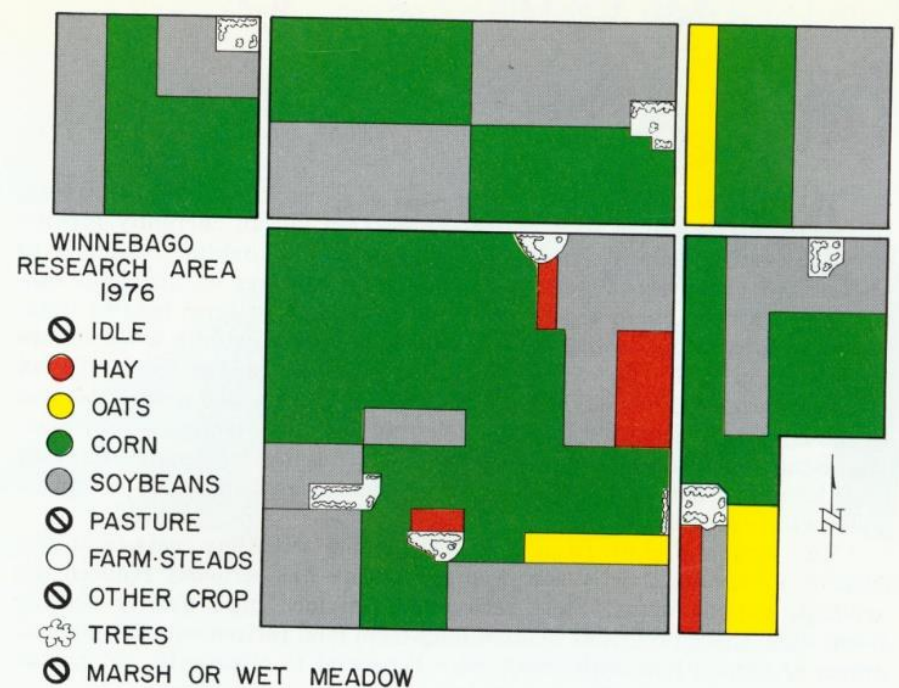 WINNEBAGO
RESEARCH AREA
1976
IDLE
HAY
OATS
CORN
SOYBEANS
PASTURE
FARM·STEADS
OTHER CROP
TREES
MARSH OR WET MEADOW
N